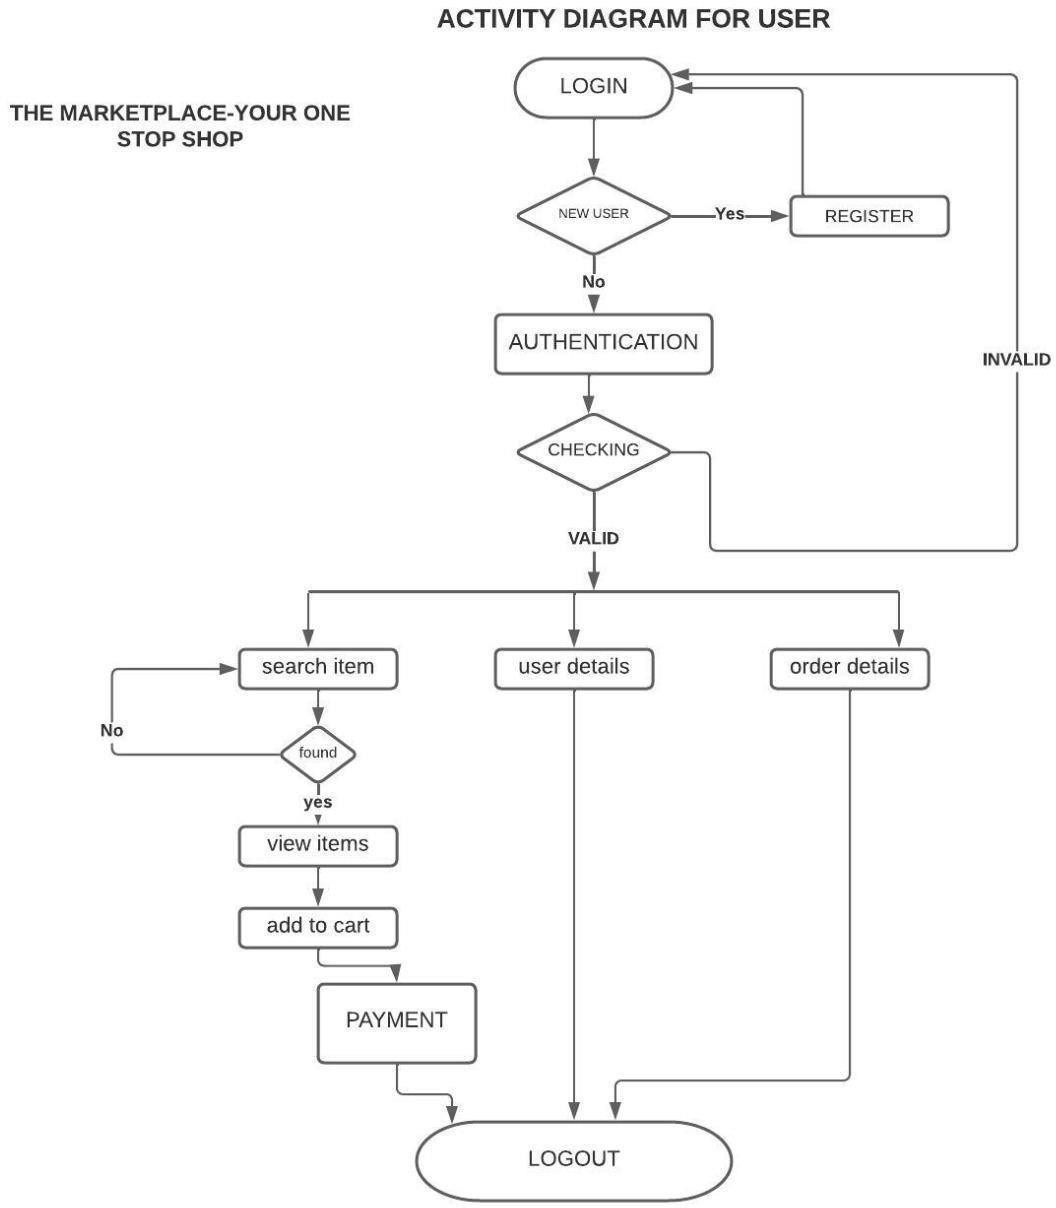 ACTIVITY DIAGRAM FOR USER
THE MARKETPLACE-YOUR ONE
STOP SHOP
LOGIN
NEW USER
Yes
REGISTER
No
AUTHENTICATION
INVALID
CHECKING
VALID
search item
user details
order details
No
found
yes
view items
add to cart
PAYMENT
LOGOUT